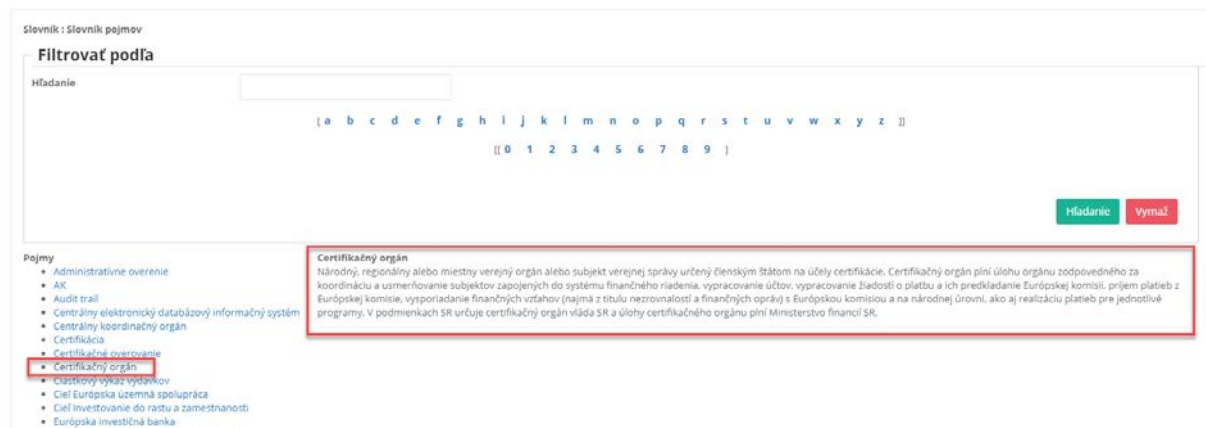 Slovník : Slovník pojmov
Filtrovať podľa
Hľadanie
[ a b c d e f g h i j k l m n o p q r s t u v w x y z ]]
[[ 0 1 2 3 4 5 6 7 8 9 ]
Hľadanie Vymaž
Pojmy
Administratívne overenie
AK
Audit trail
Centrálny elektronický databázový informačný systém
Centrálny koordinačný orgán
Certifikácia
Certifikačné overovanie
Certifikačný orgán
Čiastkový výkaz výdavkov
Cieľ Európska územná spolupráca
Cieľ Investovanie do rastu a zamestnanosti
Európska investičná banka
Certifikačný orgán
Národný, regionálny alebo miestny verejný orgán alebo subjekt verejnej správy určený členským štátom na účely certifikácie. Certifikačný orgán plní úlohu orgánu zodpovedného za
koordináciu a usmerňovanie subjektov zapojených do systému finančného riadenia, vypracovanie účtov, vypracovanie žiadostí o platbu a ich predkladanie Európskej komisii, príjem platieb z
Európskej komisie, vysporiadanie finančných vzťahov (najmä z titulu nezrovnalostí a finančných opráv) s Európskou komisiou a na národnej úrovni, ako aj realizáciu platieb pre jednotlivé
programy. V podmienkach SR určuje certifikačný orgán vláda SR a úlohy certifikačného orgánu plní Ministerstvo financií SR.